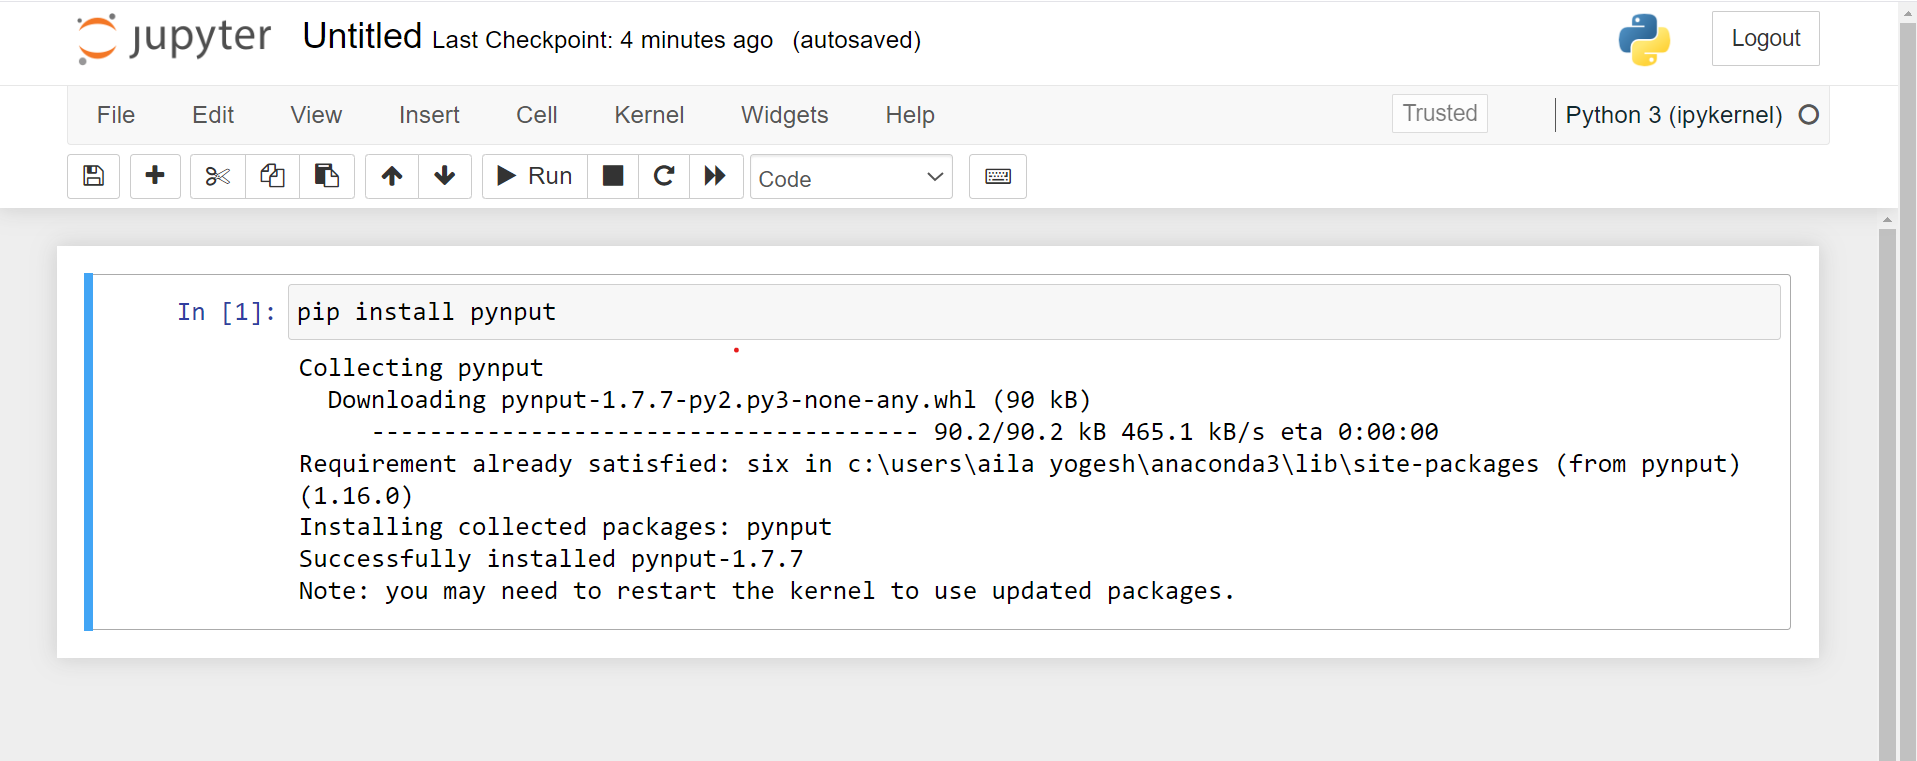 jupyter Untitled Last Checkpoint: 4 minutes ago (autosaved) Logout
File Edit View Insert Cell Kernel Widgets Help Trusted Python 3 (ipykernel)
Run Code
In [1]: pip install pynput
Collecting pynput
  Downloading pynput-1.7.7-py2.py3-none-any.whl (90 kB)
     -------------------------------------- 90.2/90.2 kB 465.1 kB/s eta 0:00:00
Requirement already satisfied: six in c:\users\aila yogesh\anaconda3\lib\site-packages (from pynput)
(1.16.0)
Installing collected packages: pynput
Successfully installed pynput-1.7.7
Note: you may need to restart the kernel to use updated packages.